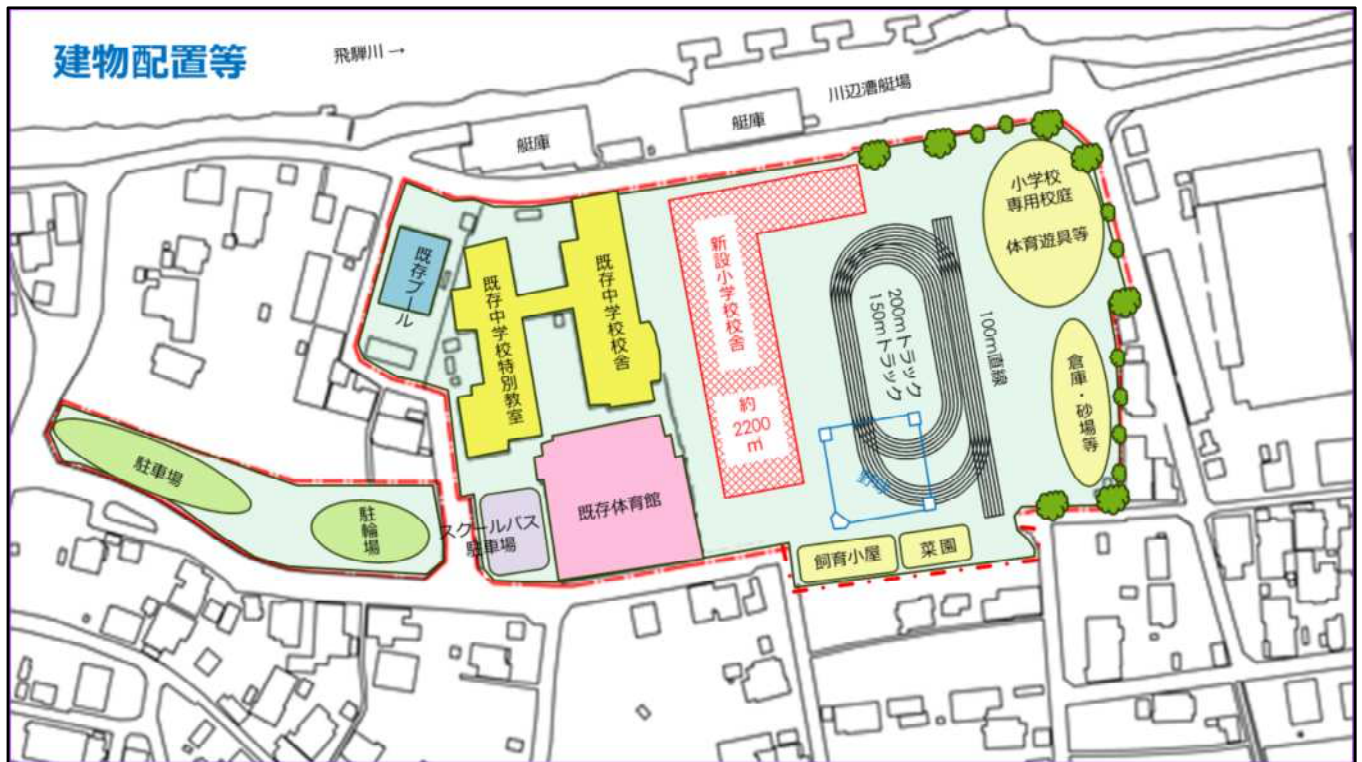 建物配置等
飛騨川 →
川辺漕艇場
艇庫
艇庫
小学校
専用校庭
体育遊具等
既存プール
既存中学校特別教室
既存中学校校舎
新設小学校校舎
約
2200
㎡
200mトラック
150mトラック
100m直線
倉庫・砂場等
駐車場
駐輪場
スクールバス
駐車場
既存体育館
野球
飼育小屋
菜園